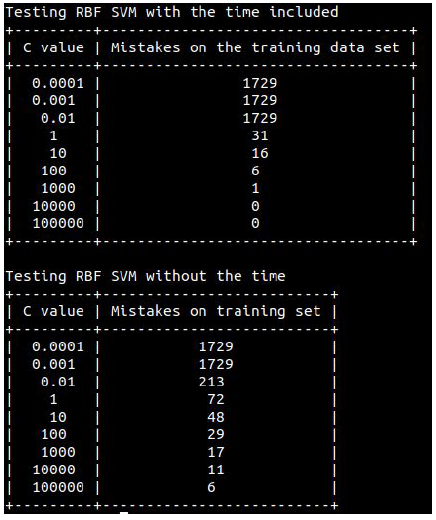 Testing RBF SVM with the time included
+---------+-----------------------------------+
| C value | Mistakes on the training data set |
+---------+-----------------------------------+
| 0.0001 | 1729 |
| 0.001 | 1729 |
| 0.01 | 1729 |
| 1 | 31 |
| 10 | 16 |
| 100 | 6 |
| 1000 | 1 |
| 10000 | 0 |
| 100000 | 0 |
+---------+-----------------------------------+
Testing RBF SVM without the time
+---------+--------------------------+
| C value | Mistakes on training set |
+---------+--------------------------+
| 0.0001 | 1729 |
| 0.001 | 1729 |
| 0.01 | 213 |
| 1 | 72 |
| 10 | 48 |
| 100 | 29 |
| 1000 | 17 |
| 10000 | 11 |
| 100000 | 6 |
+---------+--------------------------+